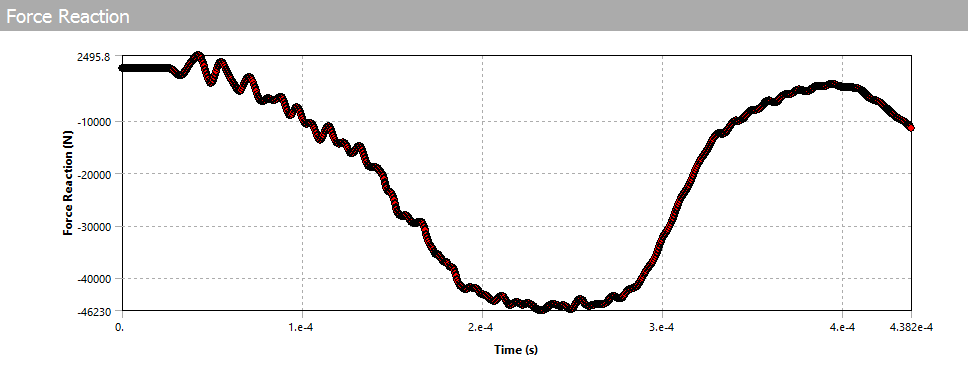 Force Reaction
2495.8
-10000
-20000
-30000
-40000
-46230
Force Reaction (N)
0.
1.e-4
2.e-4
3.e-4
4.e-4
4.382e-4
Time (s)